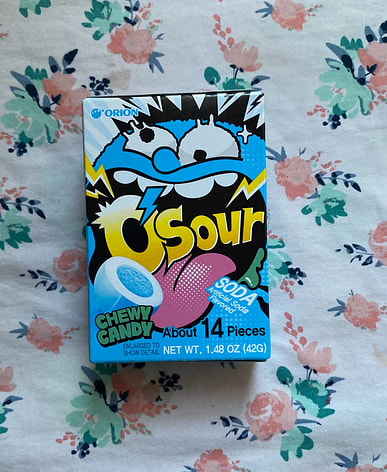 ORION
O'Sour
SODA
Artificial Soda
Flavored
CHEWY
CANDY
About 14 Pieces
ENLARGED TO
SHOW DETAIL
NET WT. 1.48 OZ (42G)